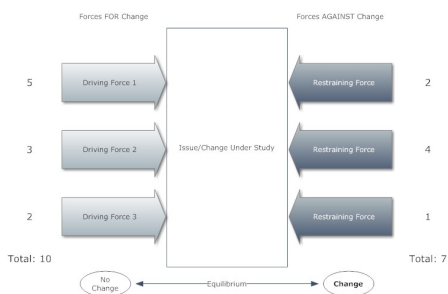 Forces FOR Change
Forces AGAINST Change
5
Driving Force 1
Restraining Force
2
3
Driving Force 2
Issue/Change Under Study
Restraining Force
4
2
Driving Force 3
Restraining Force
1
Total: 10
Total: 7
No
Change
Equilibrium
Change